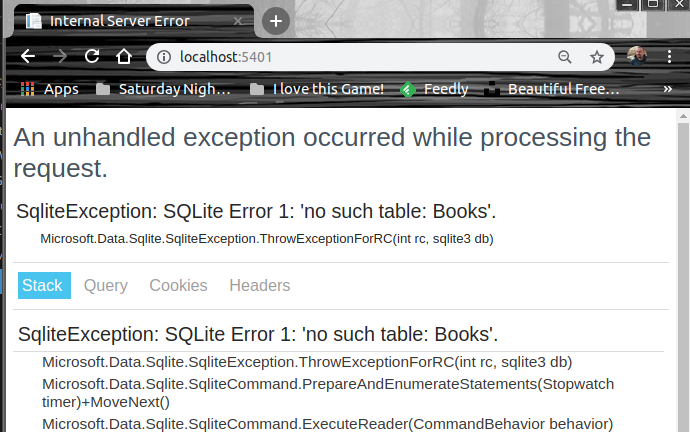 Internal Server Error
localhost:5401
Apps Saturday Nigh... I love this Game! Feedly Beautiful Free... »
An unhandled exception occurred while processing the
request.
SqliteException: SQLite Error 1: 'no such table: Books'.
Microsoft.Data.Sqlite.SqliteException.ThrowExceptionForRC(int rc, sqlite3 db)
Stack Query Cookies Headers
SqliteException: SQLite Error 1: 'no such table: Books'.
Microsoft.Data.Sqlite.SqliteException.ThrowExceptionForRC(int rc, sqlite3 db)
Microsoft.Data.Sqlite.SqliteCommand.PrepareAndEnumerateStatements(Stopwatch
timer)+MoveNext()
Microsoft.Data.Sqlite.SqliteCommand.ExecuteReader(CommandBehavior behavior)